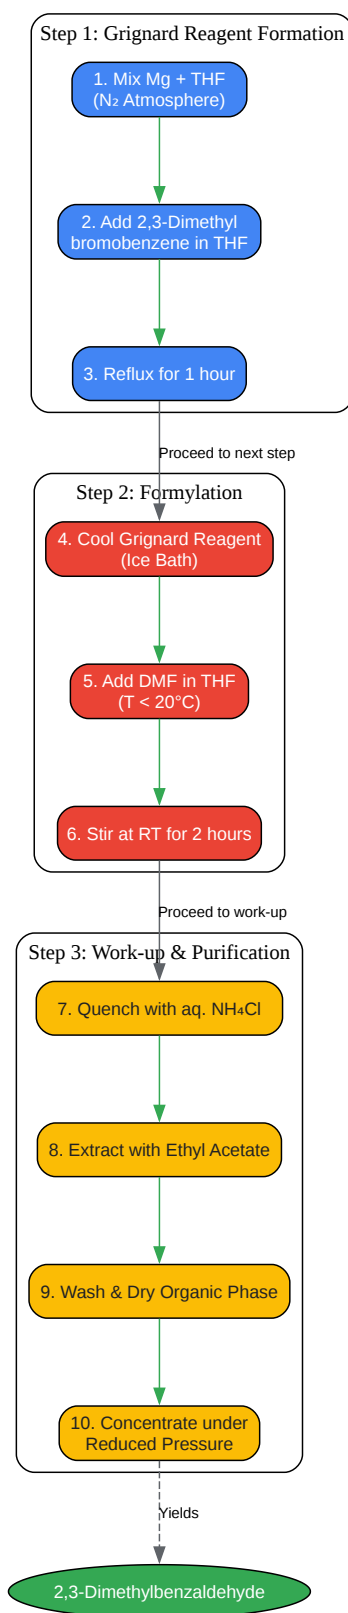 Step 1: Grignard Reagent Formation
1. Mix Mg + THF
(N₂ Atmosphere)
2. Add 2,3-Dimethyl
bromobenzene in THF
3. Reflux for 1 hour
Proceed to next step
Step 2: Formylation
4. Cool Grignard Reagent
(Ice Bath)
5. Add DMF in THF
(T < 20°C)
6. Stir at RT for 2 hours
Proceed to work-up
Step 3: Work-up & Purification
7. Quench with aq. NH₄Cl
8. Extract with Ethyl Acetate
9. Wash & Dry Organic Phase
10. Concentrate under
Reduced Pressure
Yields
2,3-Dimethylbenzaldehyde